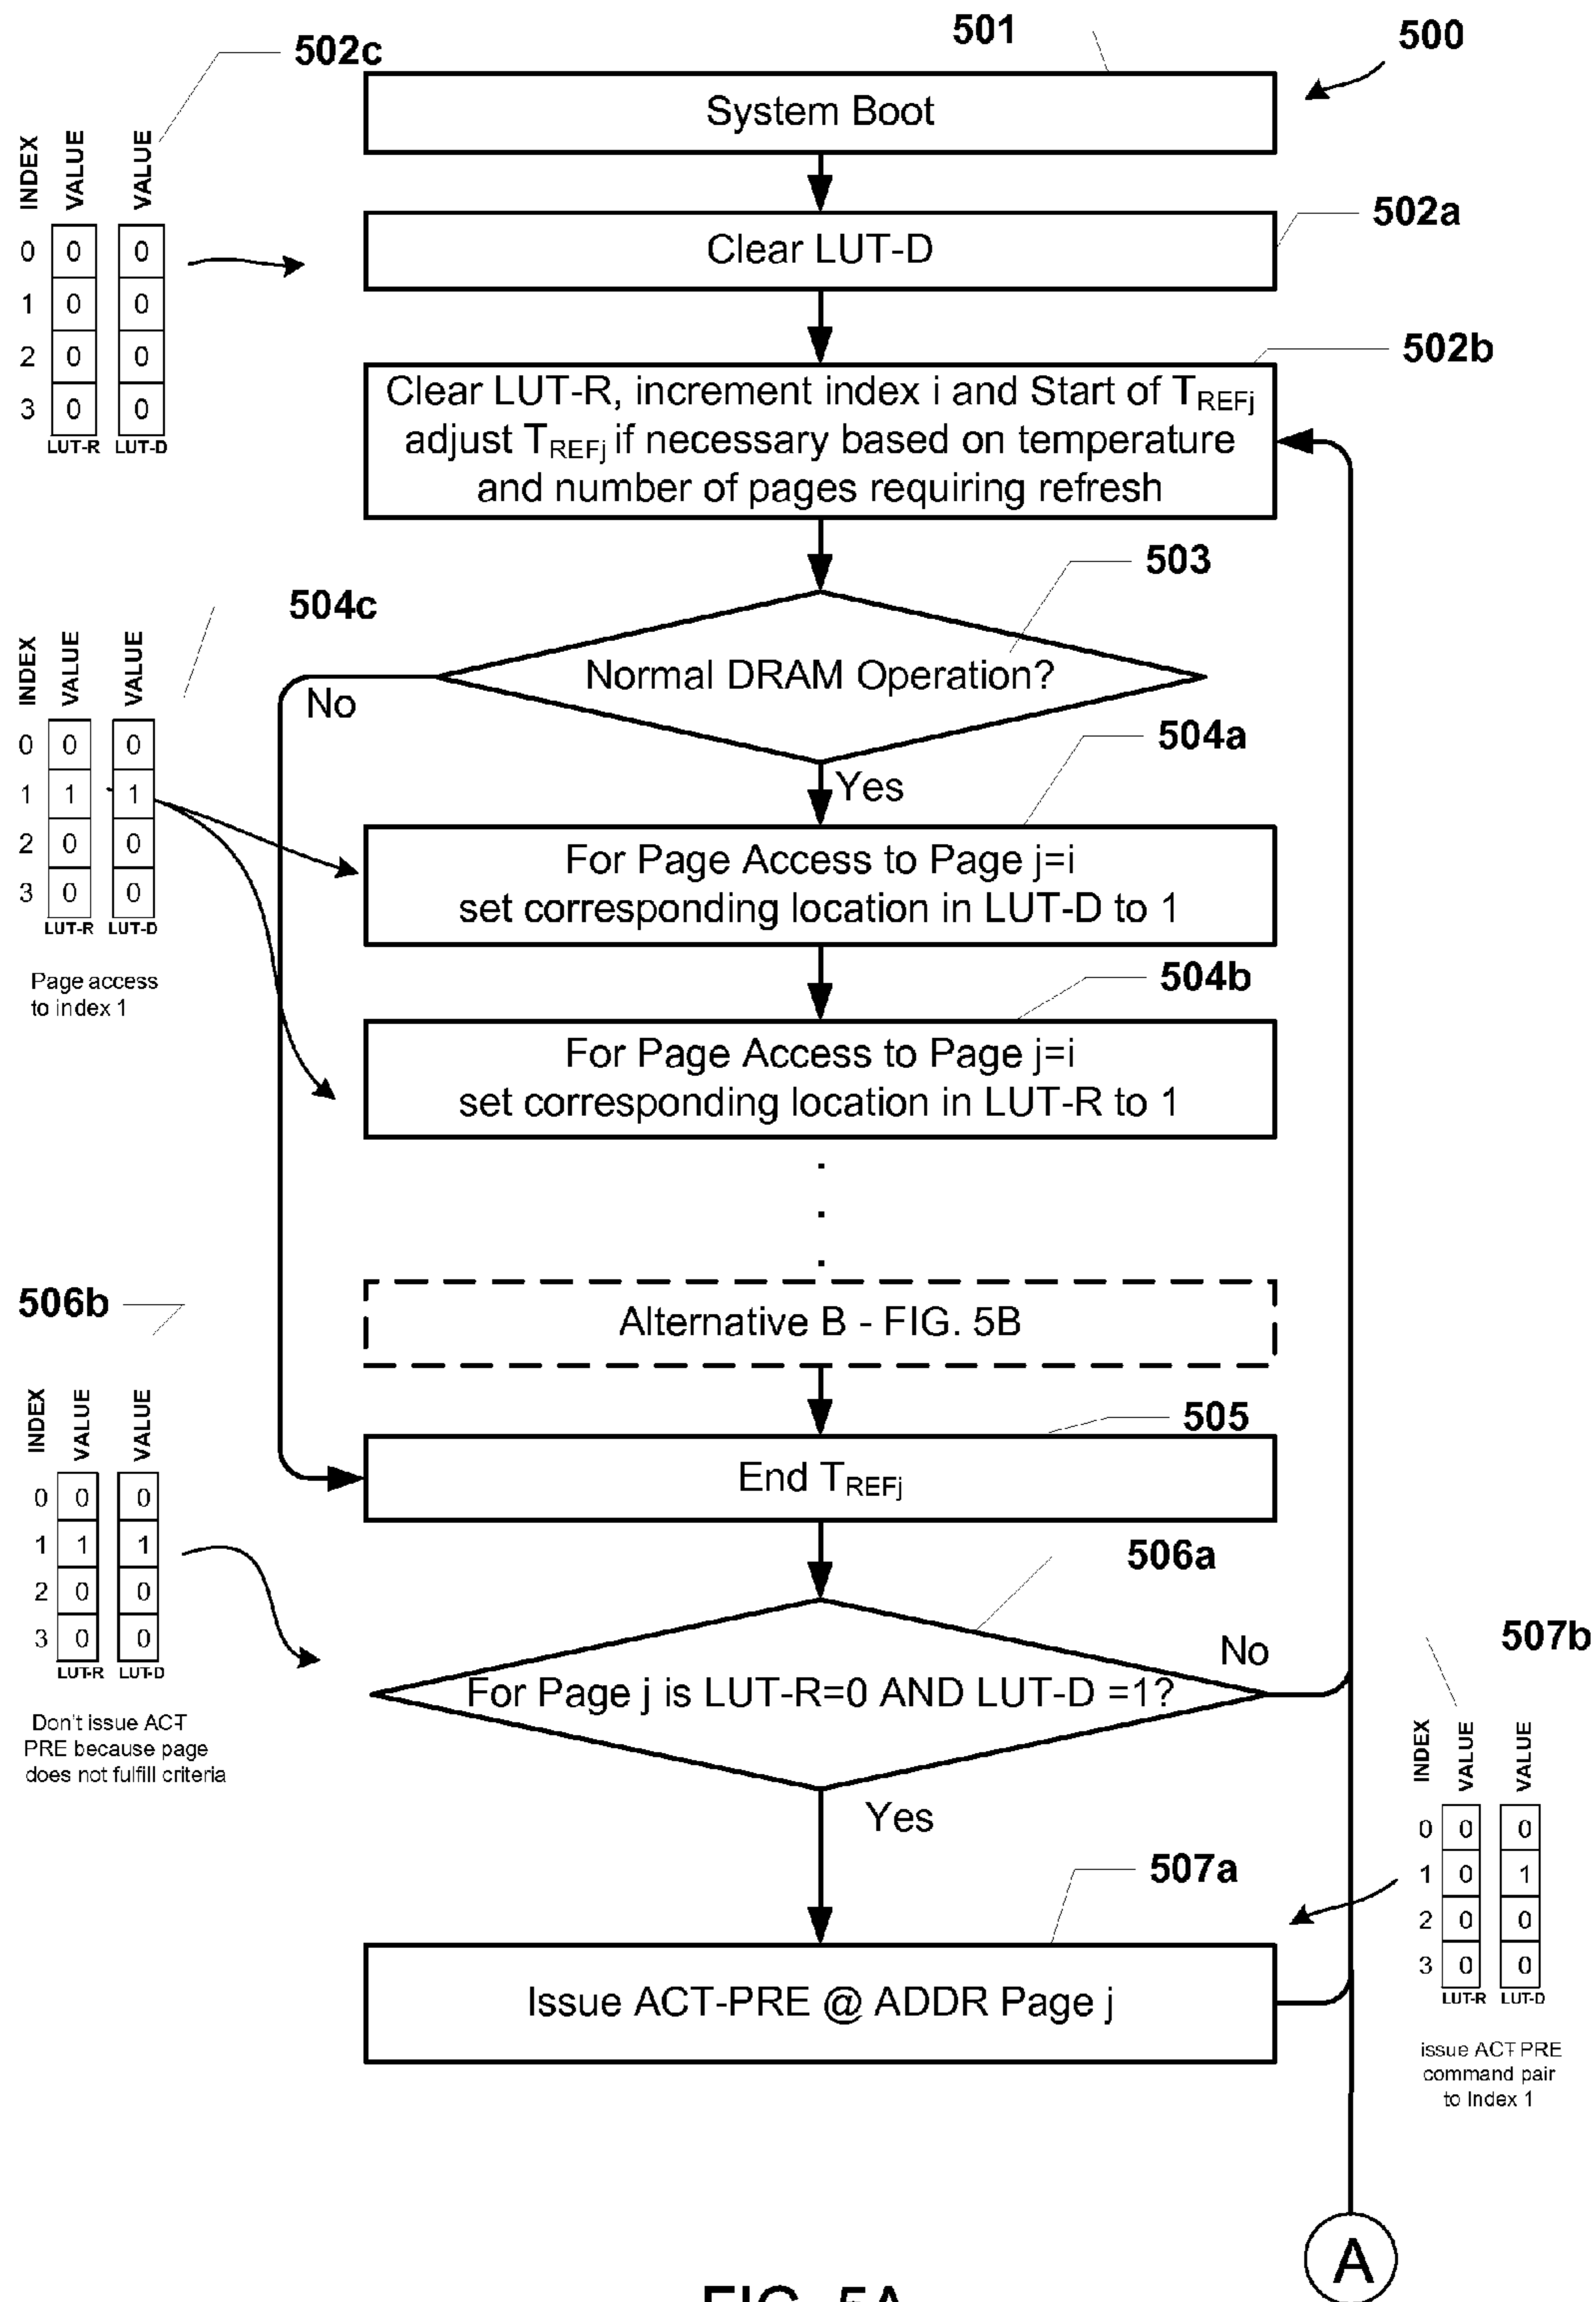 501
500
502c
System Boot
INDEX
VALUE
VALUE
502a
Clear LUT-D
0 0 0
1 0 0
2 0 0
3 0 0
LUT-R LUT-D
502b
Clear LUT-R, increment index i and Start of TREFj
adjust TREFj if necessary based on temperature
and number of pages requiring refresh
503
504c
Normal DRAM Operation?
No
INDEX
VALUE
VALUE
0 0 0
1 1 1
2 0 0
3 0 0
LUT-R LUT-D
Page access
to index 1
504a
Yes
For Page Access to Page j=i
set corresponding location in LUT-D to 1
504b
For Page Access to Page j=i
set corresponding location in LUT-R to 1
506b
Alternative B - FIG. 5B
505
End TREFj
INDEX
VALUE
VALUE
0 0 0
1 1 1
2 0 0
3 0 0
LUT-R LUT-D
Don't issue ACT
PRE because page
does not fulfill criteria
506a
For Page j is LUT-R=0 AND LUT-D =1?
No
Yes
507b
INDEX
VALUE
VALUE
0 0 0
1 0 1
2 0 0
3 0 0
LUT-R LUT-D
issue ACT PRE
command pair
to Index 1
507a
Issue ACT-PRE @ ADDR Page j
A
FIG. 5A